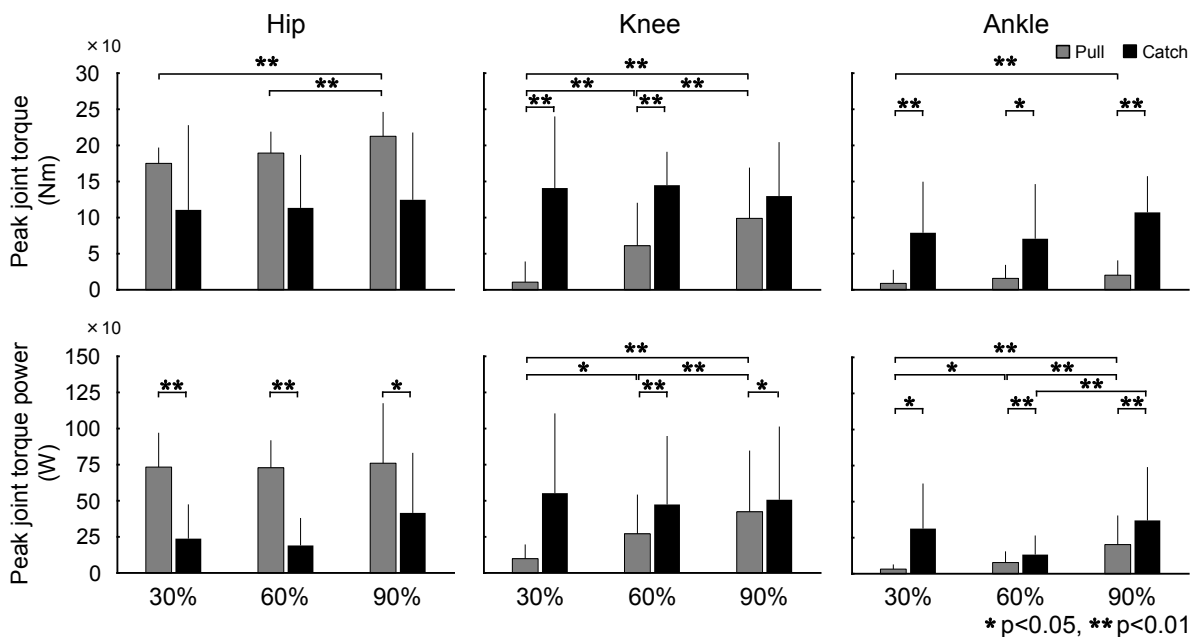 Hip Knee Ankle
× 10
Pull Catch
Peak joint torque
(Nm)
30
25
20
15
10
5
0
** **
** ** ** ** **
** * ** **
× 10
Peak joint torque power
(W)
150
125
100
75
50
25
0
** ** *
** * ** ** *
** * ** ** * ** **
30% 60% 90% 30% 60% 90% 30% 60% 90%
* p<0.05, ** p<0.01